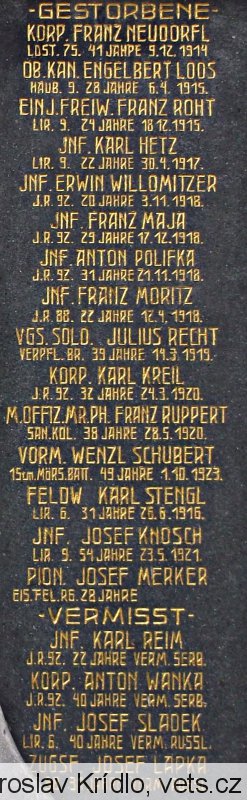 -GESTORBENE-
KORP. FRANZ NEUDÖRFL
LDST. 75. 41 JAHRE 9.12.1914
OB.KAN. ENGELBERT LOOS
HAUB. 9. 28 JAHRE 6.4.1915.
EINJ.FREIW. FRANZ ROHT
LIR. 9. 24 JAHRE 18.12.1915.
JNF. KARL HETZ
LIR. 9. 22 JAHRE 30.4.1917.
JNF. ERWIN WILLOMITZER
J.R. 92. 20 JAHRE 3.11.1918.
JNF. FRANZ MAJA
J.R. 92. 29 JAHRE 17.12.1918.
JNF. ANTON POLIFKA
J.R. 92. 31 JAHRE 21.11.1918.
JNF. FRANZ MORITZ
J.R. 88. 22 JAHRE 12.4.1918.
VGS. SOLD. JULIUS RECHT
VERPFL. BR. 39 JAHRE 14.3.1919.
KORP. KARL KREIL
J.R. 92. 32 JAHRE 24.3.1920.
M.OFFIZ.MR.PH. FRANZ RUPPERT
SAN.KOL. 38 JAHRE 28.5.1920.
VORM. WENZL SCHUBERT
15cm.MÖRS.BATT. 49 JAHRE 1.10.1923.
FELDW. KARL STENGL
LIR. 6. 31 JAHRE 26.6.1916.
JNF. JOSEF KNOSCH
LIR. 9. 54 JAHRE 23.5.1921.
PION. JOSEF MERKER
EIS.FEL.RG. 28 JAHRE
-VERMISST-
JNF. KARL REIM
J.R. 92. 22 JAHRE VERM. SERB.
KORP. ANTON WANKA
J.R. 92. 40 JAHRE VERM. SERB.
JNF. JOSEF SLADEK
LIR. 6. 40 JAHRE VERM. RUSSL.
ZUGSF. JOSEF LAPKA
roslav Krídlo, vets.cz